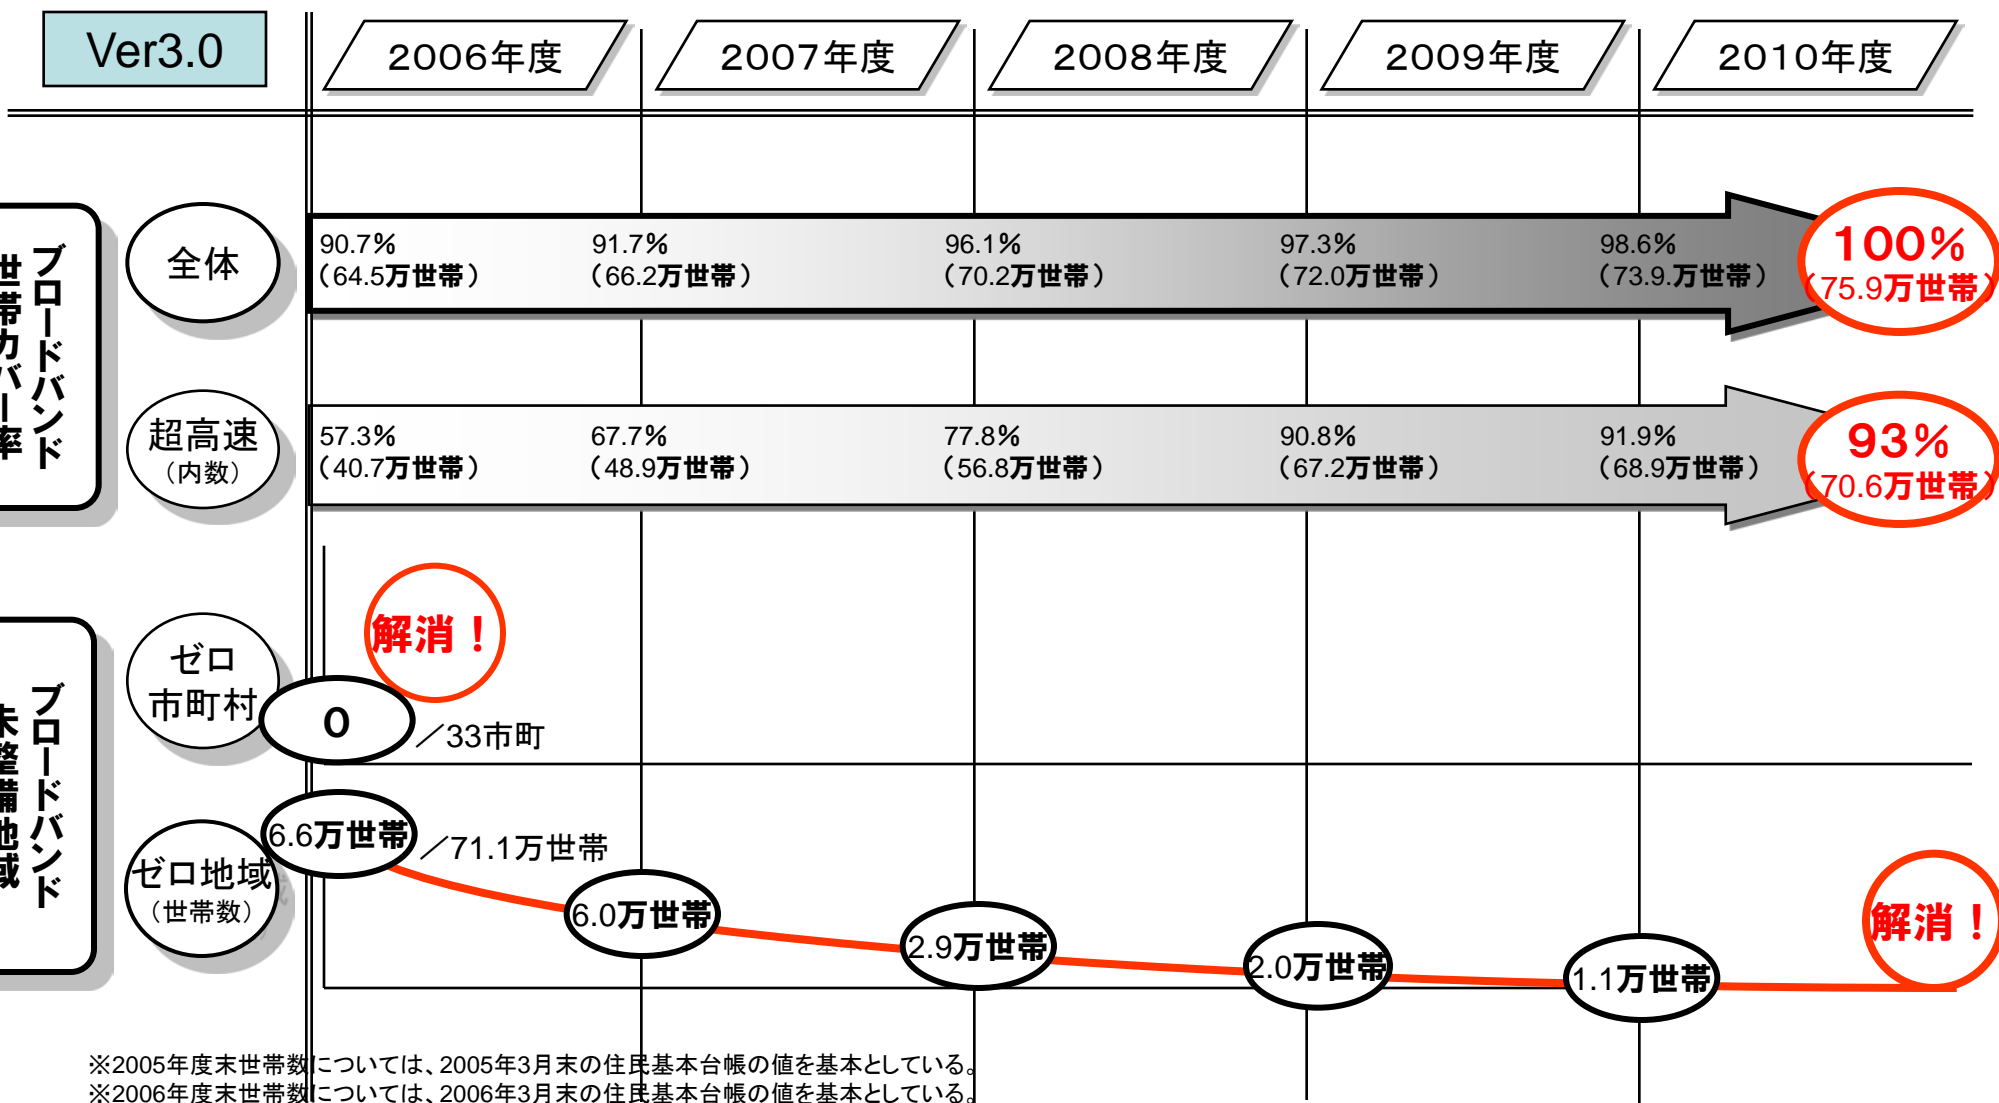 Ver3.0
2006年度
2007年度
2008年度
2009年度
2010年度
ブロードバンド
世帯カバー率
全体
90.7%
（64.5万世帯）
91.7%
（66.2万世帯）
96.1%
（70.2万世帯）
97.3%
（72.0万世帯）
98.6%
（73.9.万世帯）
100%
（75.9万世帯）
超高速
（内数）
57.3%
（40.7万世帯）
67.7%
（48.9万世帯）
77.8%
（56.8万世帯）
90.8%
（67.2万世帯）
91.9%
（68.9万世帯）
93%
（70.6万世帯）
ブロードバンド
未整備地域
ゼロ
市町村
解消！
0
／33市町
ゼロ地域
（世帯数）
6.6万世帯
／71.1万世帯
6.0万世帯
2.9万世帯
2.0万世帯
1.1万世帯
解消！
※2005年度末世帯数については、2005年3月末の住民基本台帳の値を基本としている。
※2006年度末世帯数については、2006年3月末の住民基本台帳の値を基本としている。